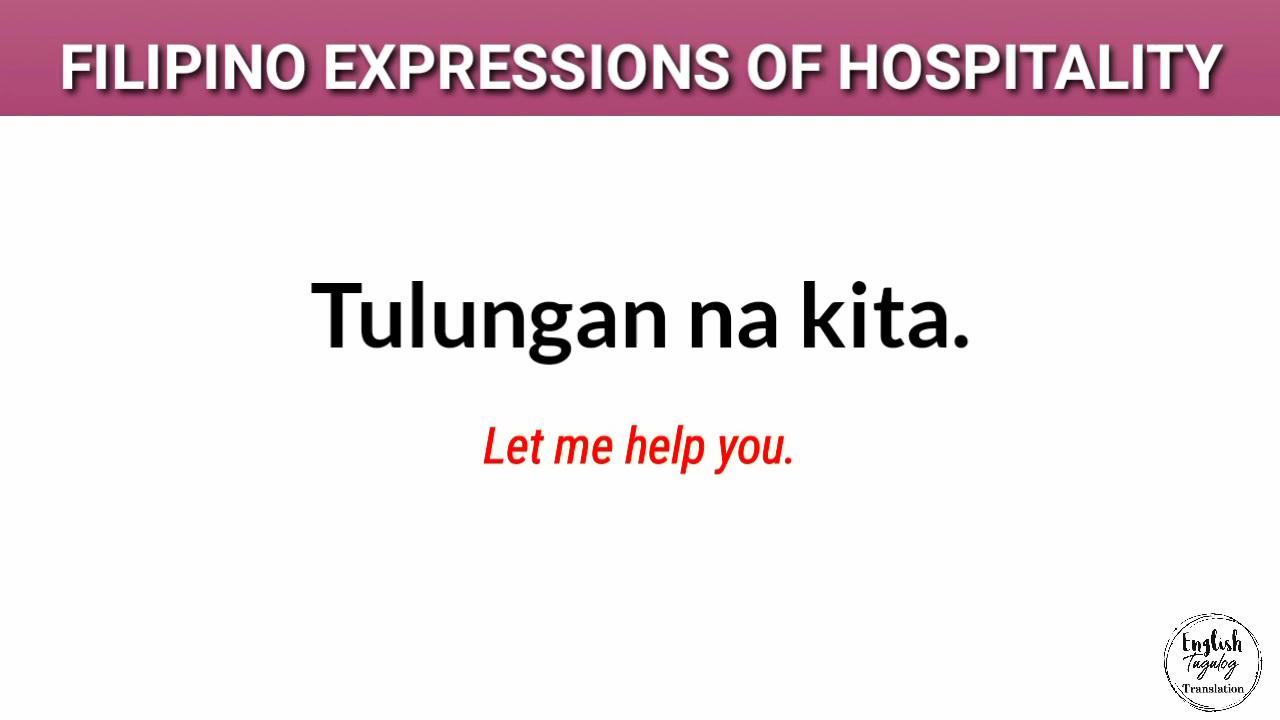 FILIPINO EXPRESSIONS OF HOSPITALITY
Tulungan na kita.
Let me help you.
English
Tagalog
Translation